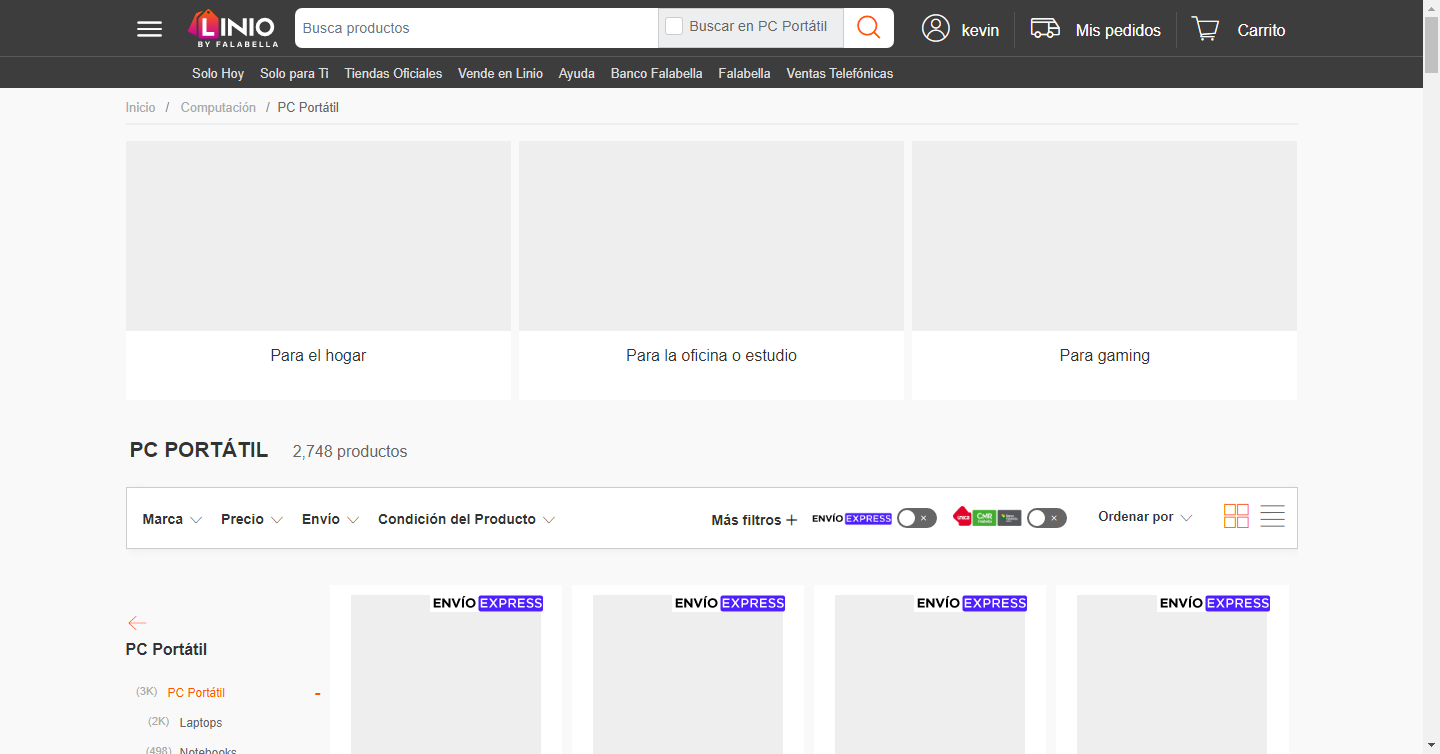 LINIO
BY FALABELLA
Busca productos
Buscar en PC Portátil
kevin
Mis pedidos
Carrito
Solo Hoy Solo para Ti Tiendas Oficiales Vende en Linio Ayuda Banco Falabella Falabella Ventas Telefónicas
Inicio / Computación / PC Portátil
Para el hogar
Para la oficina o estudio
Para gaming
PC PORTÁTIL 2,748 productos
Marca Precio Envío Condición del Producto
Más filtros + ENVÍO EXPRESS
unica CMR
Ordenar por
ENVÍO EXPRESS
ENVÍO EXPRESS
ENVÍO EXPRESS
ENVÍO EXPRESS
PC Portátil
(3K) PC Portátil -
(2K) Laptops
(498) Notebooks